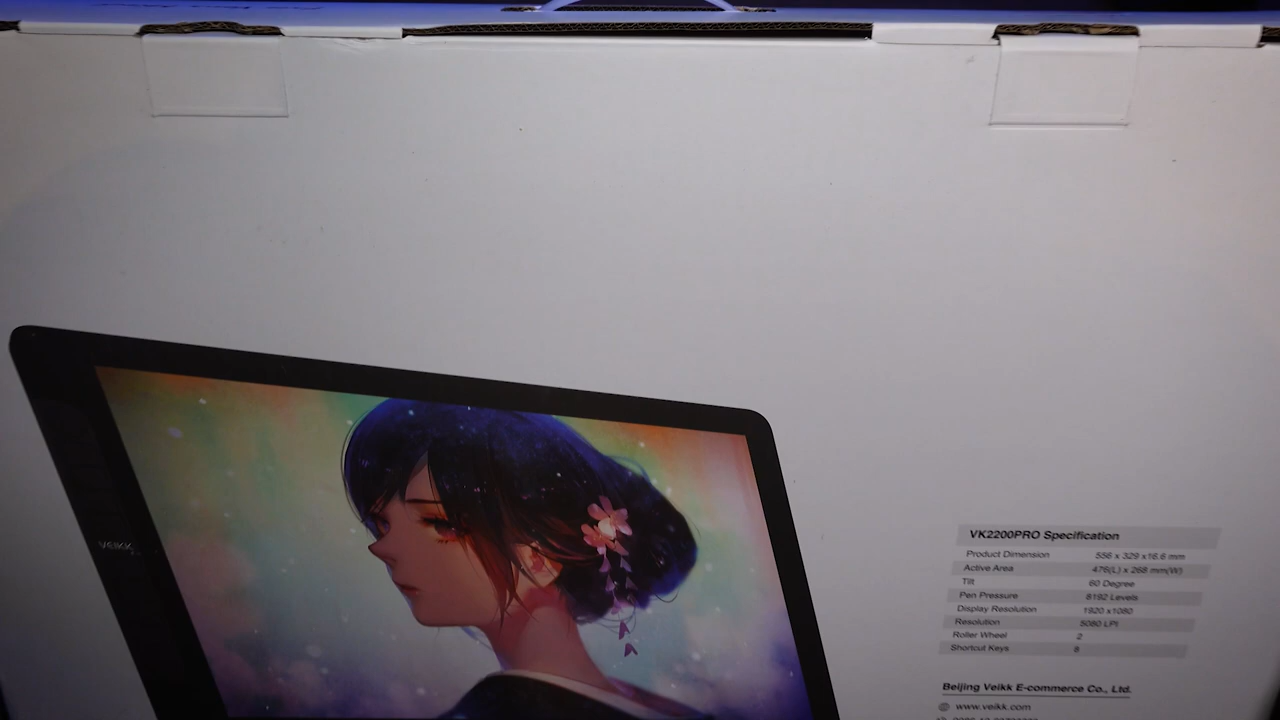 VEIKK
VK2200PRO Specification
Product Dimension 556 x 329 x16.6 mm
Active Area 476(L) x 268 mm(W)
Tilt 60 Degree
Pen Pressure 8192 Levels
Display Resolution 1920 x1080
Resolution 5080 LPI
Roller Wheel 2
Shortcut Keys 8
Beijing Veikk E-commerce Co., Ltd.
www.veikk.com